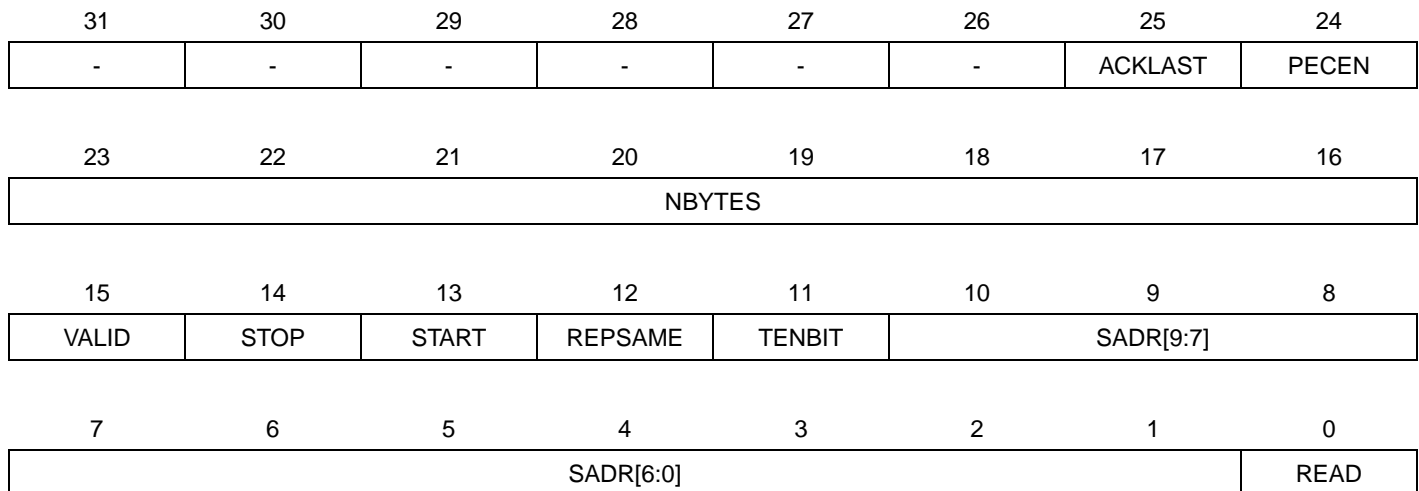 31 30 29 28 27 26 25 24
- - - - - - ACKLAST PECEN
23 22 21 20 19 18 17 16
NBYTES
15 14 13 12 11 10 9 8
VALID STOP START REPSAME TENBIT SADR[9:7]
7 6 5 4 3 2 1 0
SADR[6:0] READ